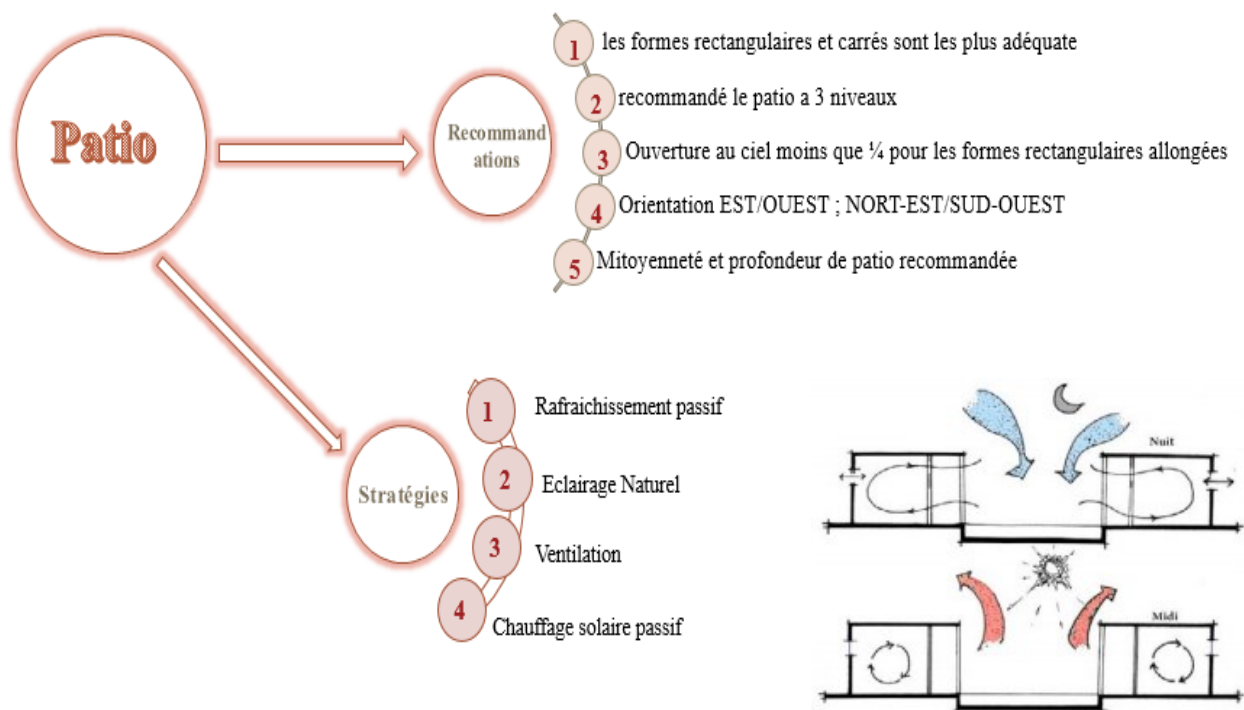 Patio
Recommand
ations
1 les formes rectangulaires et carrés sont les plus adéquate
2 recommandé le patio a 3 niveaux
3 Ouverture au ciel moins que ¼ pour les formes rectangulaires allongées
4 Orientation EST/OUEST ; NORT-EST/SUD-OUEST
5 Mitoyenneté et profondeur de patio recommandée
Stratégies
1 Rafraichissement passif
2 Eclairage Naturel
3 Ventilation
4 Chauffage solaire passif
Nuit
Midi